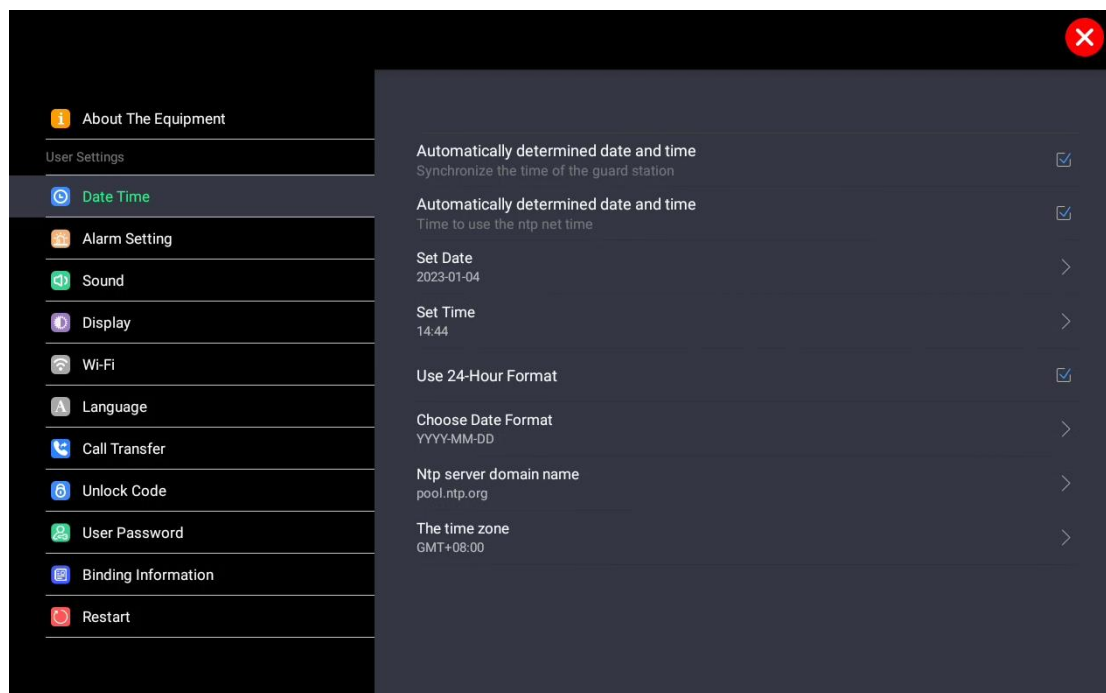 About The Equipment
User Settings
Date Time
Alarm Setting
Sound
Display
Wi-Fi
Language
Call Transfer
Unlock Code
User Password
Binding Information
Restart
Automatically determined date and time
Synchronize the time of the guard station
Automatically determined date and time
Time to use the ntp net time
Set Date
2023-01-04
Set Time
14:44
Use 24-Hour Format
Choose Date Format
YYYY-MM-DD
Ntp server domain name
pool.ntp.org
The time zone
GMT+08:00